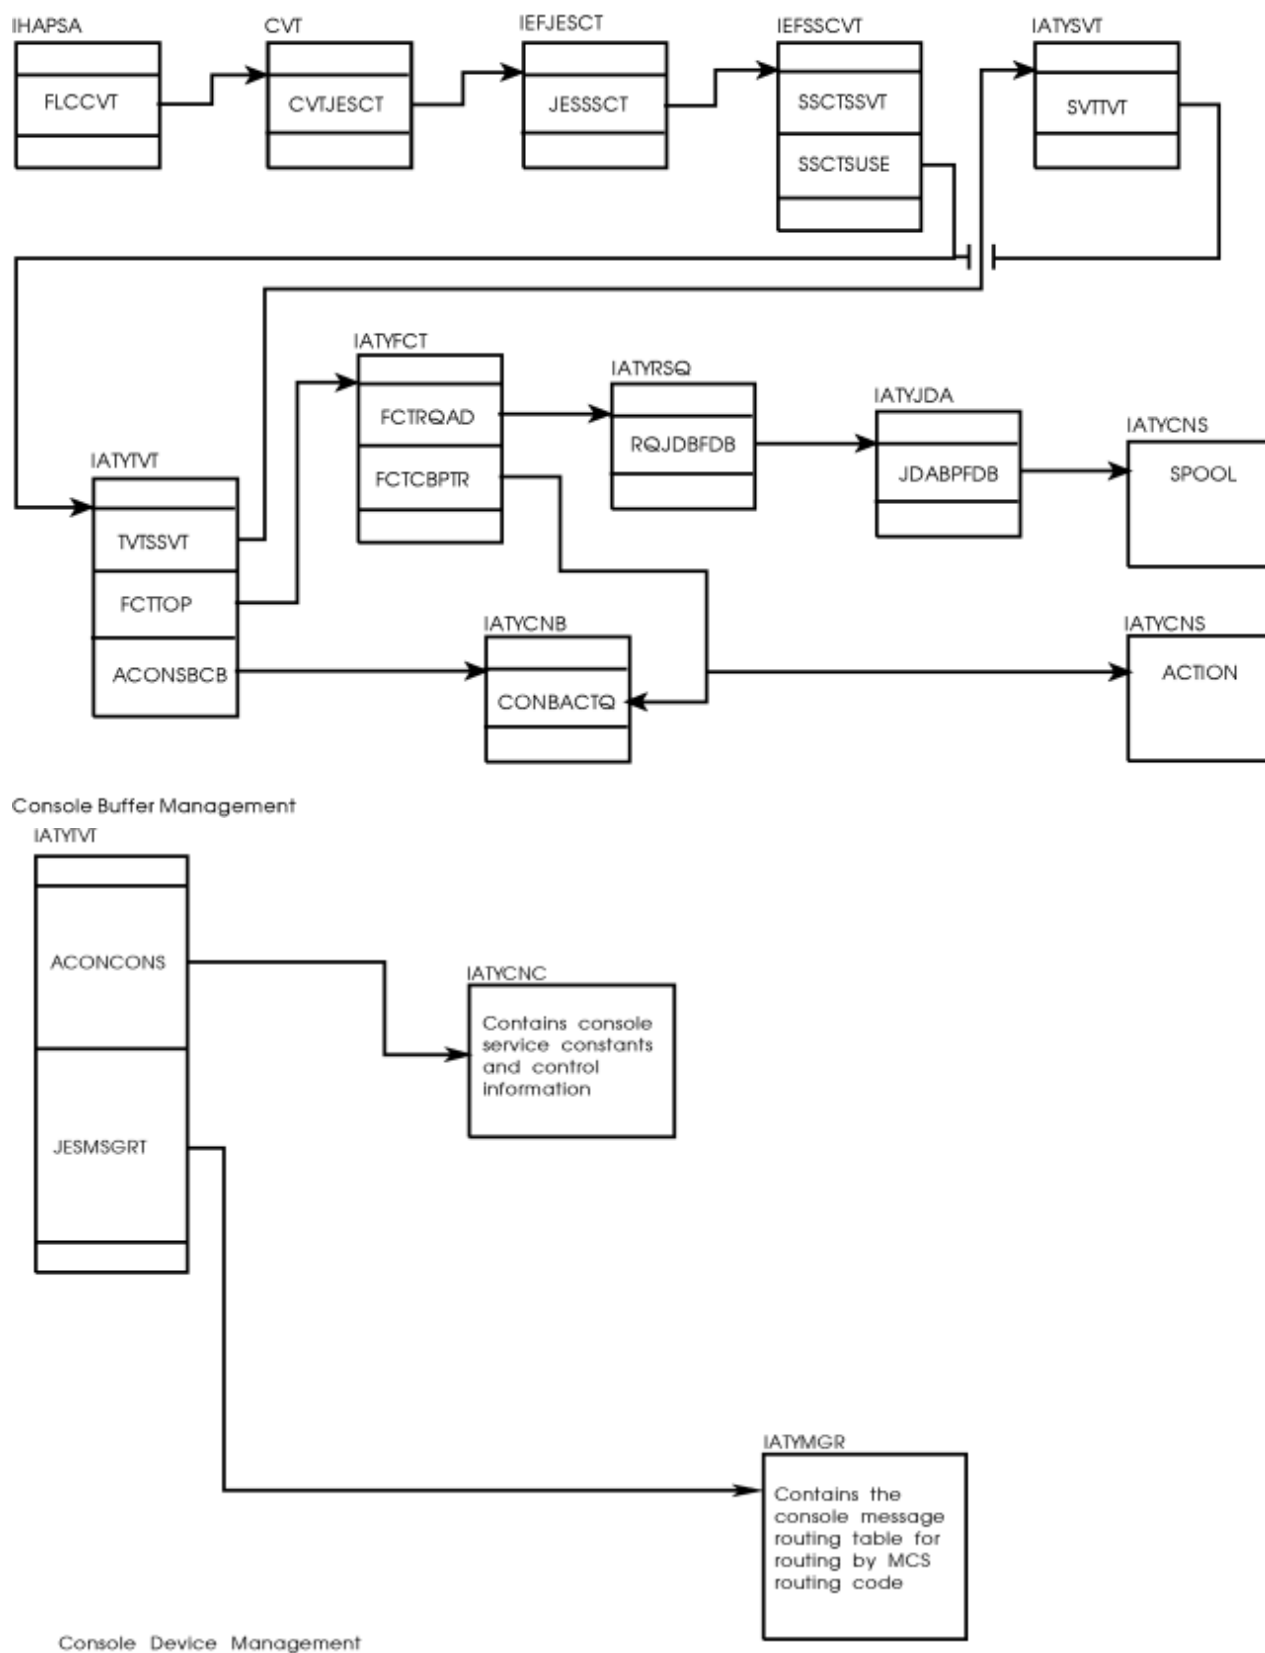 IHAPSA
CVT
IEFJESCT
IEFSSCVT
IATYSVT
FLCCVT
CVTJESCT
JESSSCT
SSCTSSVT
SVTTVT
SSCTSUSE
IATYFCT
IATYRSQ
IATYJDA
IATYCNS
FCTRQAD
RQJDBFDB
JDABPFDB
SPOOL
FCTCBPTR
IATYTVT
TVTSSVT
FCTTOP
ACONSBCB
IATYCNB
CONBACTQ
IATYCNS
ACTION
Console Buffer Management
IATYTVT
ACONCONS
JESMSGRT
IATYCNC
Contains console
service constants
and control
information
IATYMGR
Contains the
console message
routing table for
routing by MCS
routing code
Console Device Management